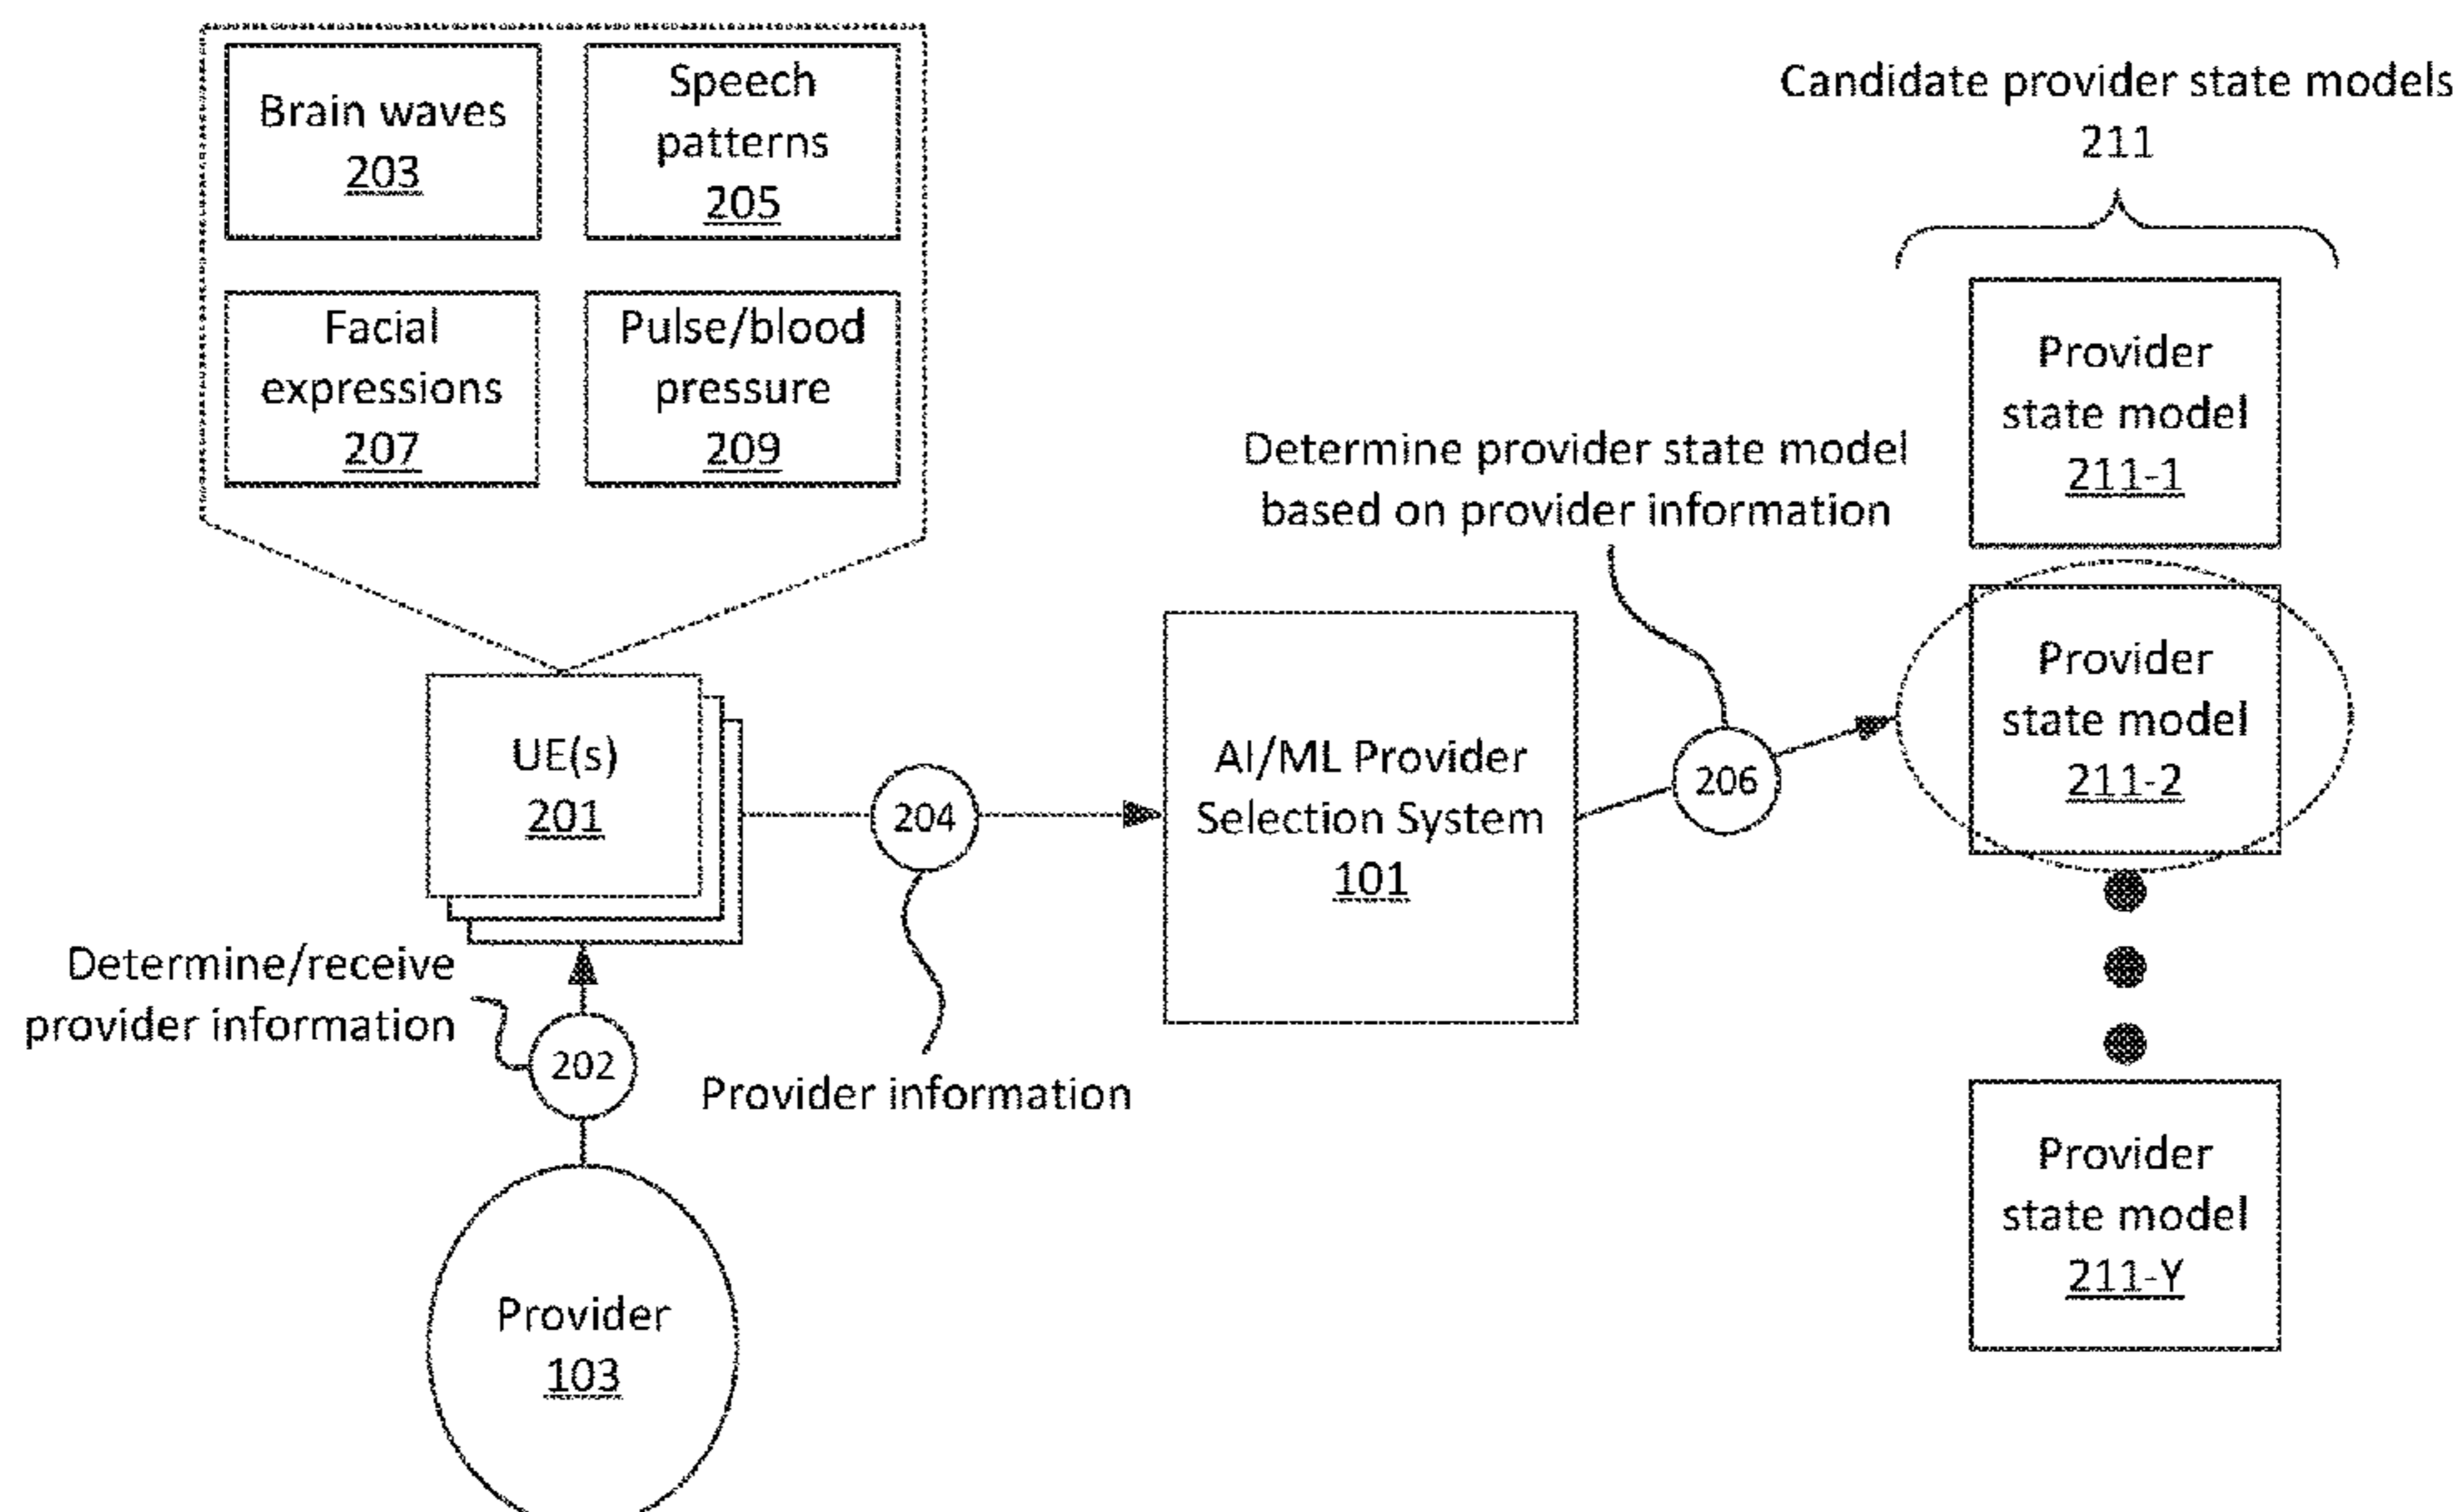 Brain waves
203
Speech
patterns
205
Facial
expressions
207
Pulse/blood
pressure
209
Candidate provider state models
211
Provider
state model
211-1
Determine provider state model
based on provider information
Provider
state model
211-2
UE(s)
201
204
AI/ML Provider
Selection System
101
206
Determine/receive
provider information
202
Provider information
Provider
103
Provider
state model
211-Y